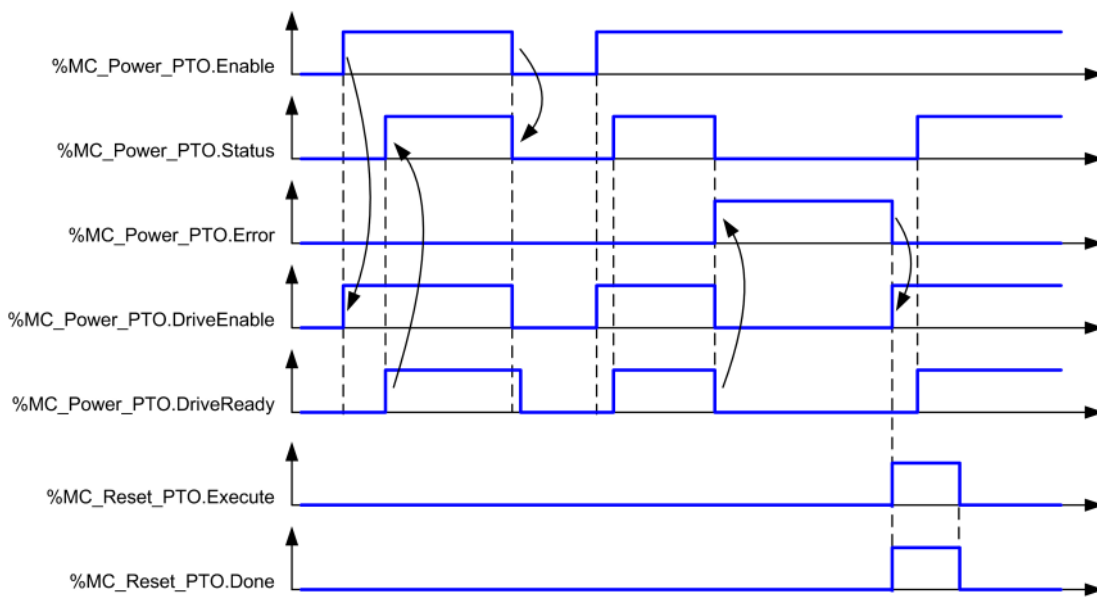 %MC_Power_PTO.Enable
%MC_Power_PTO.Status
%MC_Power_PTO.Error
%MC_Power_PTO.DriveEnable
%MC_Power_PTO.DriveReady
%MC_Reset_PTO.Execute
%MC_Reset_PTO.Done